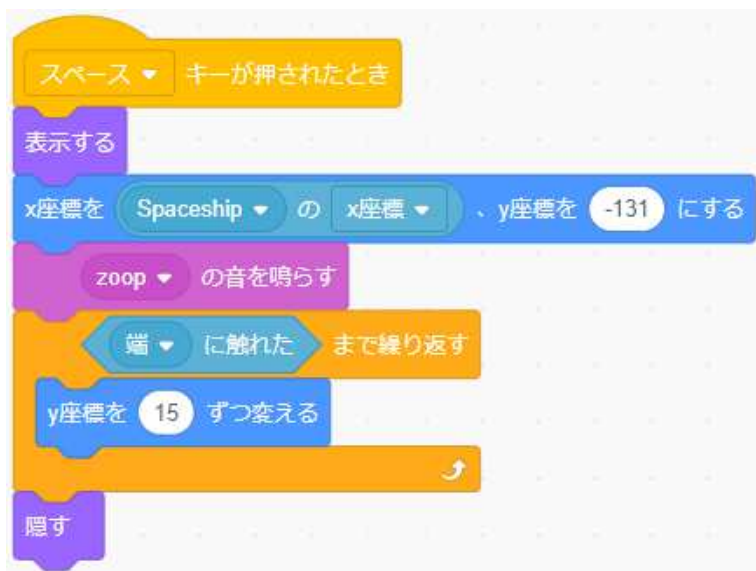 スペース キーが押されたとき
表示する
x座標を Spaceship の x座標 、y座標を -131 にする
zoop の音を鳴らす
端 に触れた まで繰り返す
y座標を 15 ずつ変える
隠す